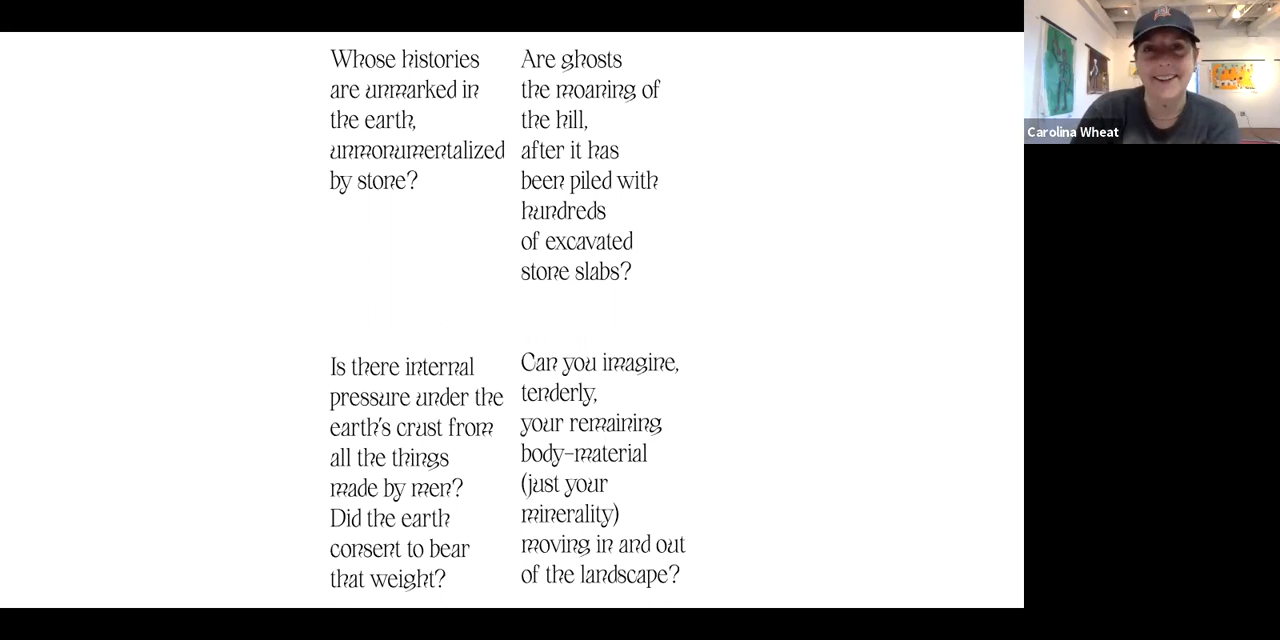 Whose histories
are unmarked in
the earth,
unmonumentalized
by stone?
Are ghosts
the moaning of
the hill,
after it has
been piled with
hundreds
of excavated
stone slabs?
Is there internal
pressure under the
earth's crust from
all the things
made by men?
Did the earth
consent to bear
that weight?
Can you imagine,
tenderly,
your remaining
body-material
(just your
minerality)
moving in and out
of the landscape?
Carolina Wheat